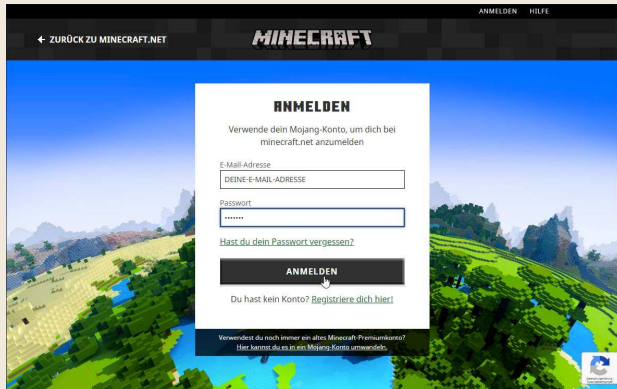 ANMELDEN HILFE
← ZURÜCK ZU MINECRAFT.NET
MINECRAFT
ANMELDEN
Verwende dein Mojang-Konto, um dich bei
minecraft.net anzumelden
E-Mail-Adresse
DEINE-E-MAIL-ADRESSE
Passwort
•••••••
Hast du dein Passwort vergessen?
ANMELDEN
Du hast kein Konto? Registriere dich hier!
Verwendest du noch immer ein altes Minecraft-Premiumkonto?
Hier kannst du es in ein Mojang-Konto umwandeln.